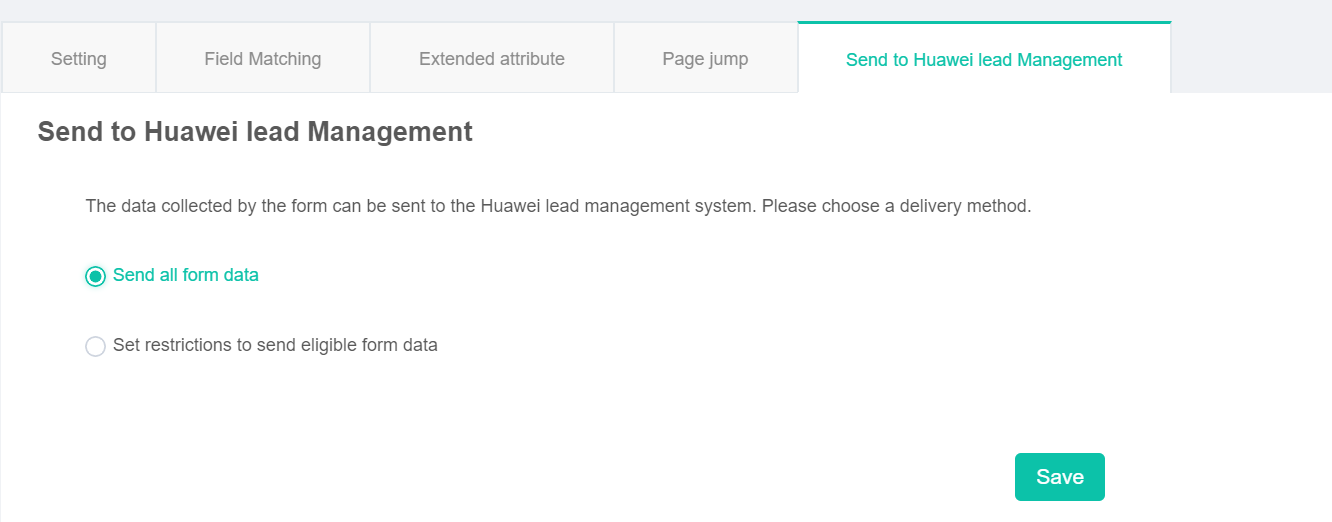 Setting
Field Matching
Extended attribute
Page jump
Send to Huawei lead Management
Send to Huawei lead Management
The data collected by the form can be sent to the Huawei lead management system. Please choose a delivery method.
Send all form data
Set restrictions to send eligible form data
Save